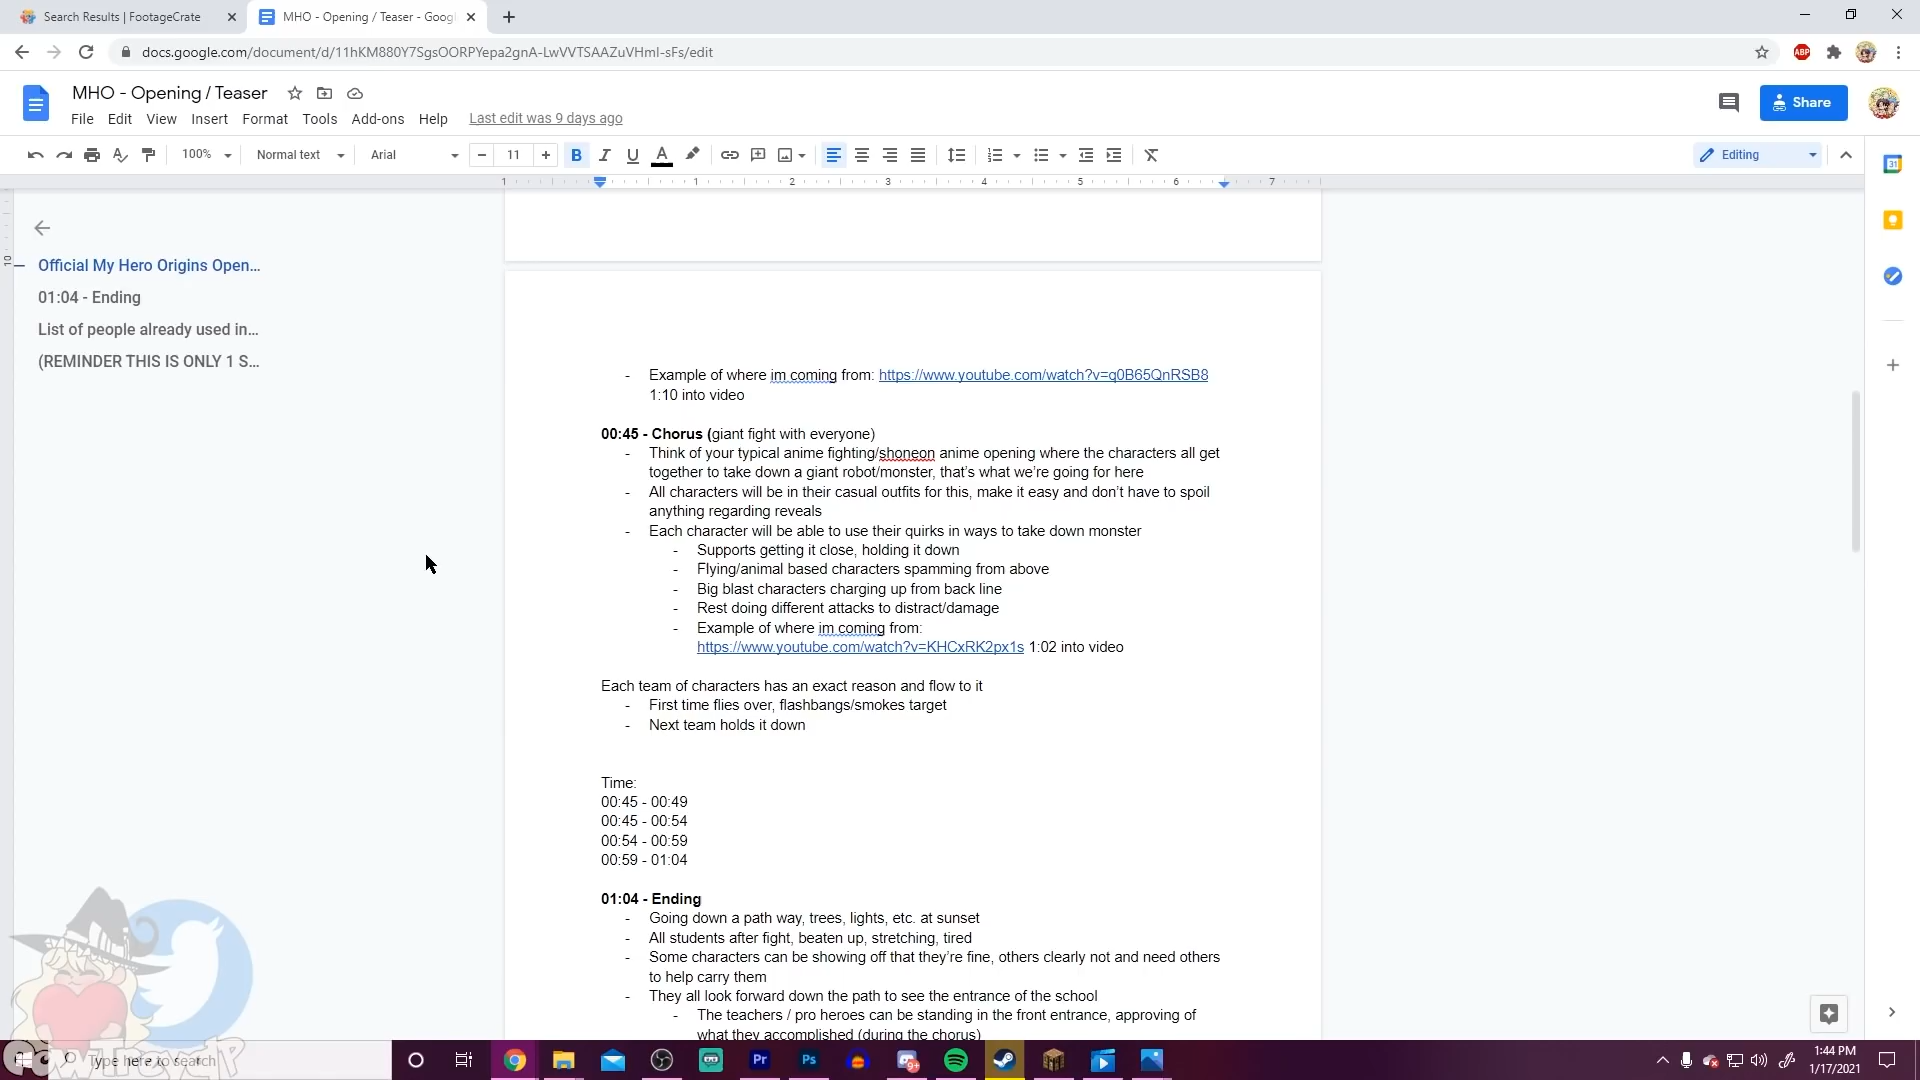 Search Results | FootageCrate
MHO - Opening / Teaser - Goog
docs.google.com/document/d/11hKM880Y7SgsOORPYepa2gnA-LwVVTSAAZuVHml-sFs/edit
ABP
MHO - Opening / Teaser
Share
File Edit View Insert Format Tools Add-ons Help Last edit was 9 days ago
100% Normal text Arial 11 B I U A Editing
1 1 2 3 4 5 6 7
31
10
Official My Hero Origins Open...
01:04 - Ending
List of people already used in...
(REMINDER THIS IS ONLY 1 S...
- Example of where im coming from: https://www.youtube.com/watch?v=q0B65QnRSB8
1:10 into video
00:45 - Chorus (giant fight with everyone)
- Think of your typical anime fighting/shoneon anime opening where the characters all get
together to take down a giant robot/monster, that's what we're going for here
- All characters will be in their casual outfits for this, make it easy and don't have to spoil
anything regarding reveals
- Each character will be able to use their quirks in ways to take down monster
- Supports getting it close, holding it down
- Flying/animal based characters spamming from above
- Big blast characters charging up from back line
- Rest doing different attacks to distract/damage
- Example of where im coming from:
https://www.youtube.com/watch?v=KHCxRK2px1s 1:02 into video
Each team of characters has an exact reason and flow to it
- First time flies over, flashbangs/smokes target
- Next team holds it down
Time:
00:45 - 00:49
00:45 - 00:54
00:54 - 00:59
00:59 - 01:04
01:04 - Ending
- Going down a path way, trees, lights, etc. at sunset
- All students after fight, beaten up, stretching, tired
- Some characters can be showing off that they're fine, others clearly not and need others
to help carry them
- They all look forward down the path to see the entrance of the school
- The teachers / pro heroes can be standing in the front entrance, approving of
what they accomplished (during the chorus)
Type here to search
Pr
Ps
9+
1:44 PM
1/17/2021